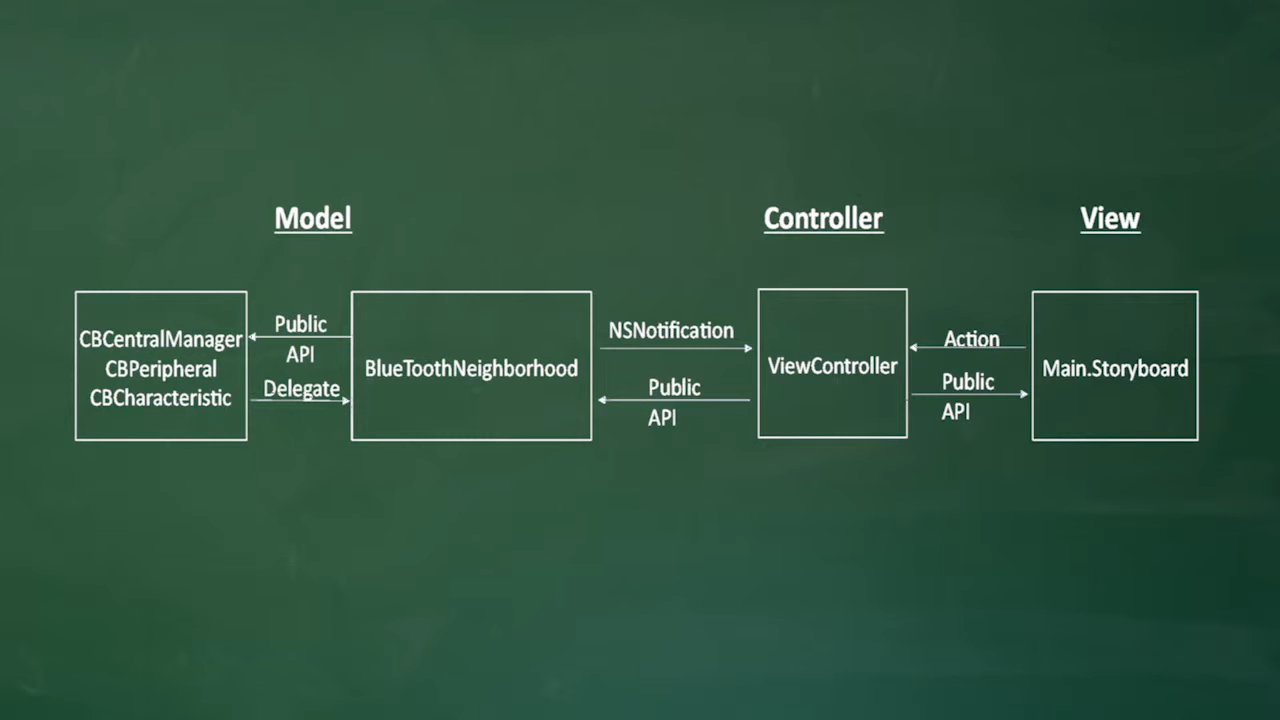 Model
Controller
View
CBCentralManager
CBPeripheral
CBCharacteristic
Public
API
Delegate
BlueToothNeighborhood
NSNotification
Public
API
ViewController
Action
Public
API
Main.Storyboard